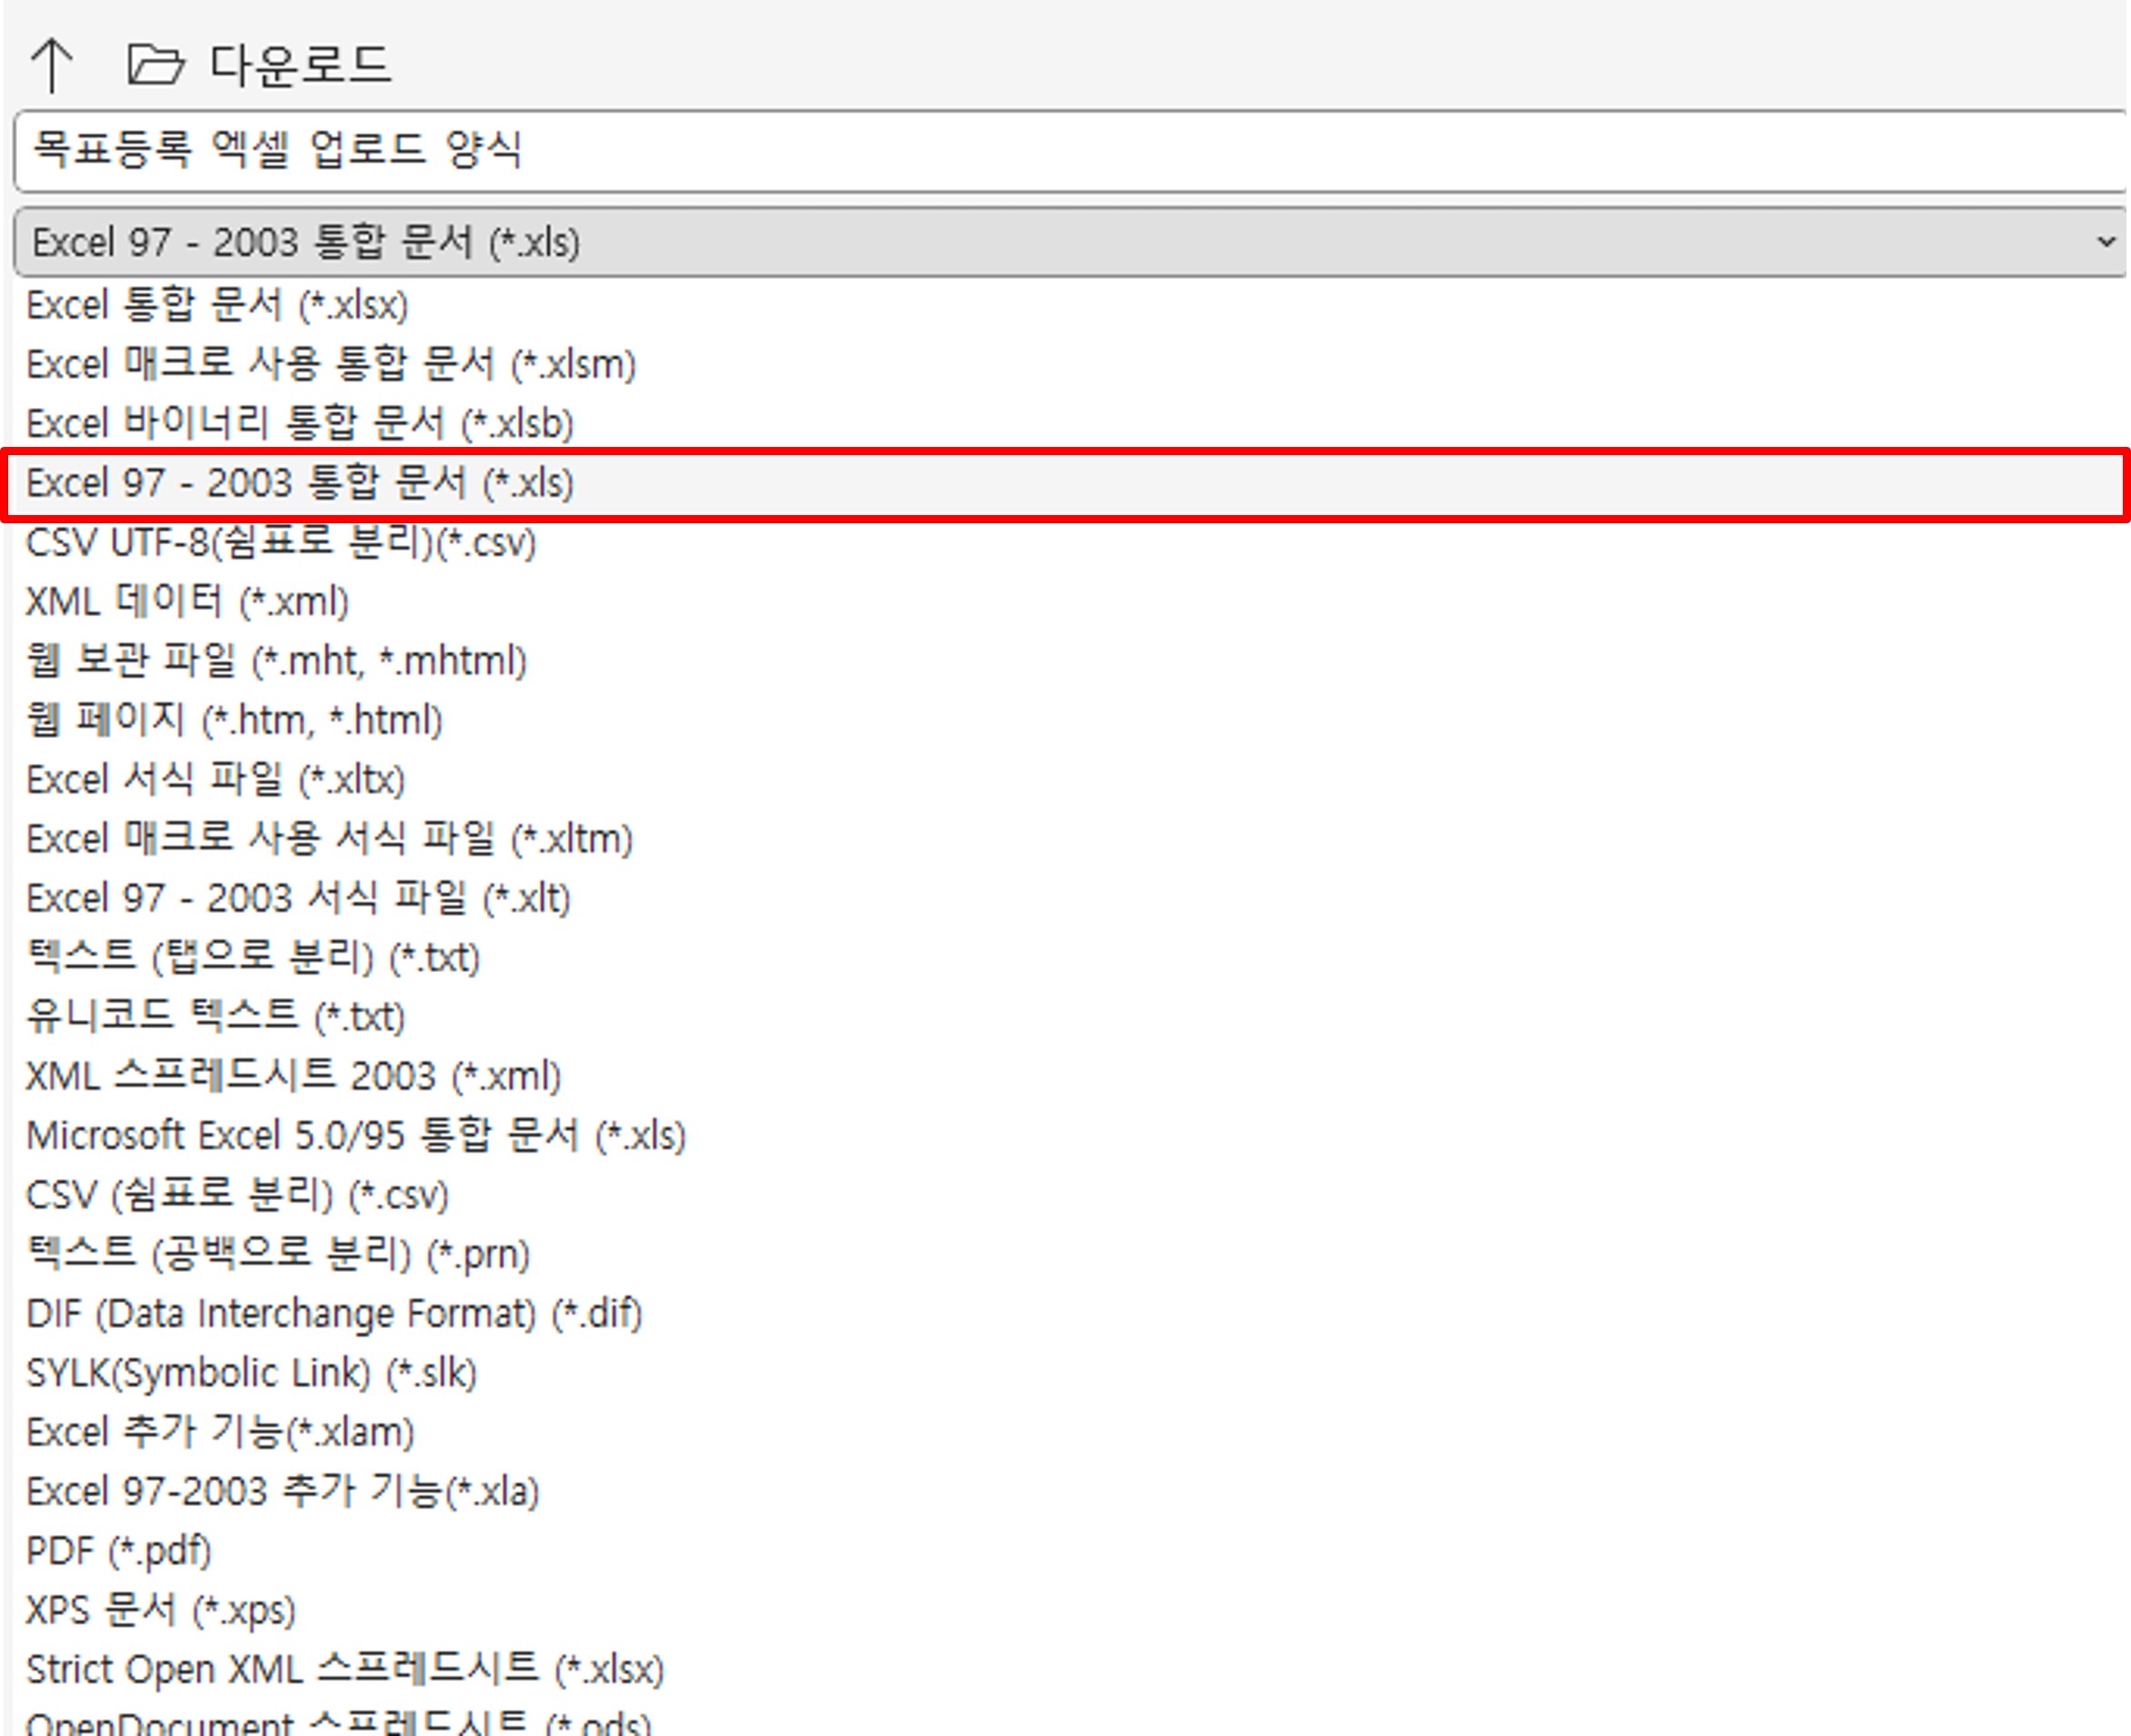 다운로드
목표등록 엑셀 업로드 양식
Excel 97 - 2003 통합 문서 (*.xls)
Excel 통합 문서 (*.xlsx)
Excel 매크로 사용 통합 문서 (*.xlsm)
Excel 바이너리 통합 문서 (*.xlsb)
Excel 97 - 2003 통합 문서 (*.xls)
CSV UTF-8(쉼표로 분리)(*.csv)
XML 데이터 (*.xml)
웹 보관 파일 (*.mht, *.mhtml)
웹 페이지 (*.htm, *.html)
Excel 서식 파일 (*.xltx)
Excel 매크로 사용 서식 파일 (*.xltm)
Excel 97 - 2003 서식 파일 (*.xlt)
텍스트 (탭으로 분리) (*.txt)
유니코드 텍스트 (*.txt)
XML 스프레드시트 2003 (*.xml)
Microsoft Excel 5.0/95 통합 문서 (*.xls)
CSV (쉼표로 분리) (*.csv)
텍스트 (공백으로 분리) (*.prn)
DIF (Data Interchange Format) (*.dif)
SYLK(Symbolic Link) (*.slk)
Excel 추가 기능(*.xlam)
Excel 97-2003 추가 기능(*.xla)
PDF (*.pdf)
XPS 문서 (*.xps)
Strict Open XML 스프레드시트 (*.xlsx)
OpenDocument 스프레드시트 (*.ods)